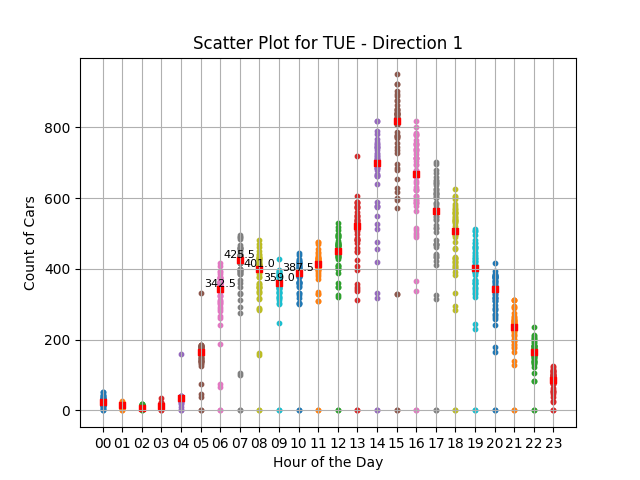 Scatter Plot for TUE - Direction 1
Count of Cars
800
600
400
200
0
342.5
425.5
401.0
359.0
387.5
00 01 02 03 04 05 06 07 08 09 10 11 12 13 14 15 16 17 18 19 20 21 22 23
Hour of the Day